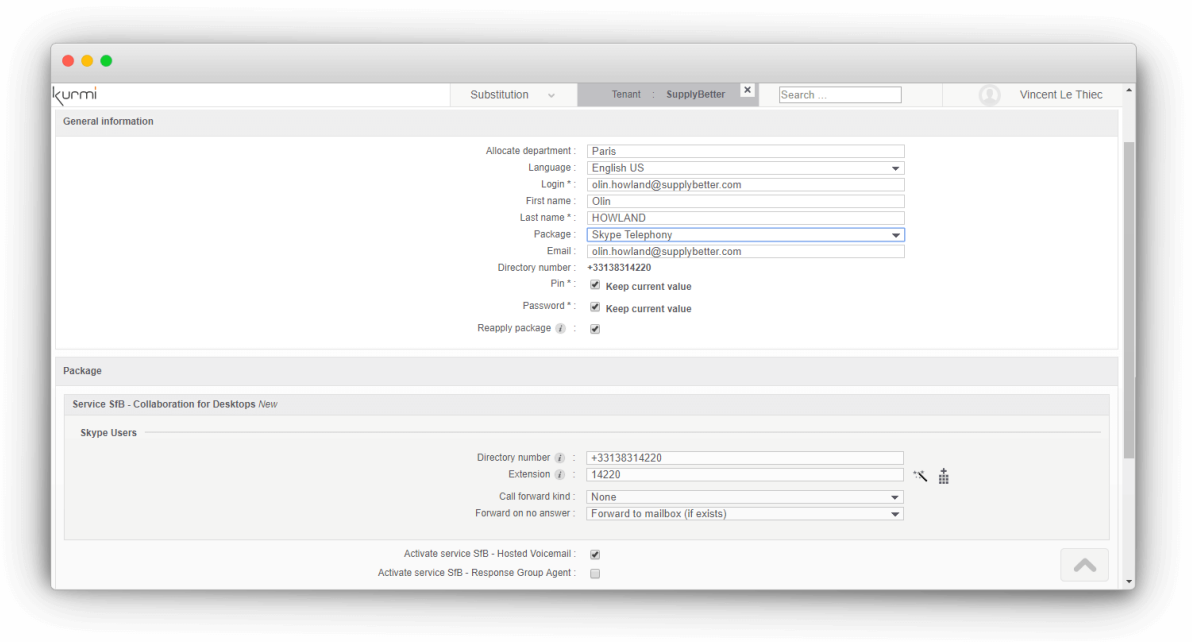 kurmi
Substitution
Tenant : SupplyBetter
x
Search ...
Vincent Le Thiec
General information
Allocate department : Paris
Language : English US
Login * : olin.howland@supplybetter.com
First name : Olin
Last name * : HOWLAND
Package : Skype Telephony
Email : olin.howland@supplybetter.com
Directory number : +33138314220
Pin * : Keep current value
Password * : Keep current value
Reapply package i :
Package
Service SfB - Collaboration for Desktops New
Skype Users
Directory number i : +33138314220
Extension i : 14220
Call forward kind : None
Forward on no answer : Forward to mailbox (if exists)
Activate service SfB - Hosted Voicemail :
Activate service SfB - Response Group Agent :